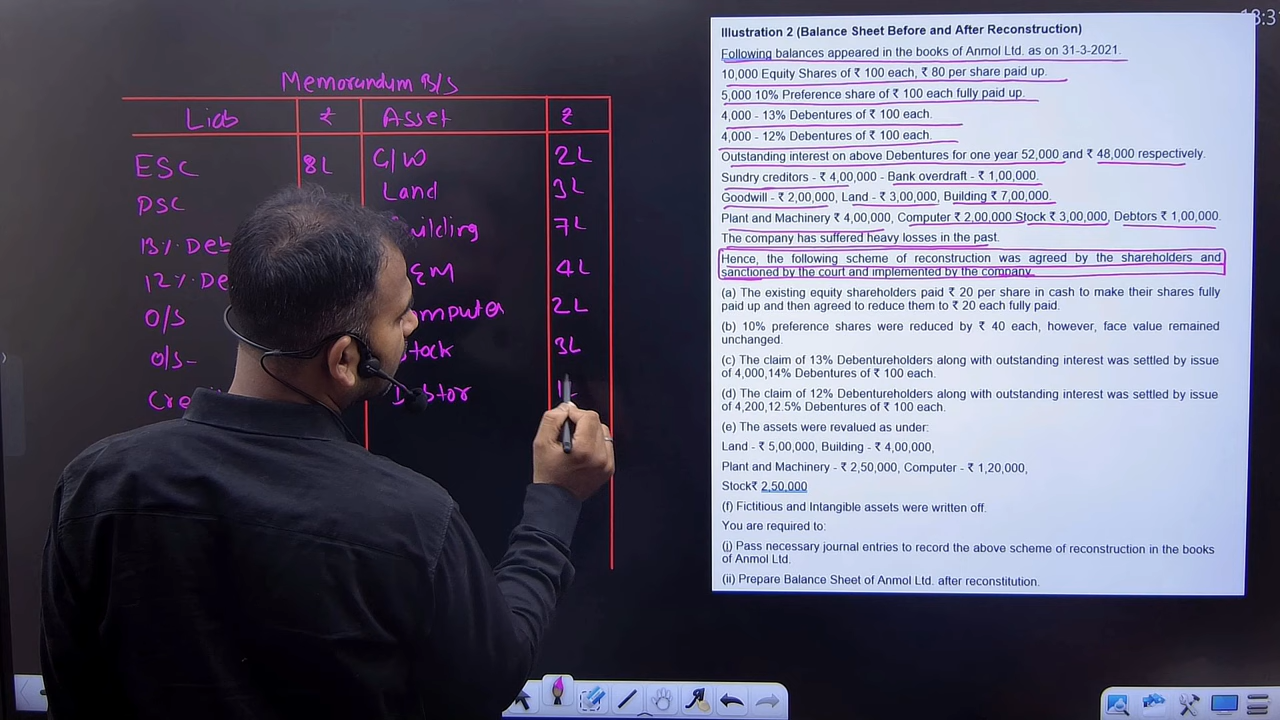 Memorandum B/S
Liab ₹ Asset ₹
ESC 8L G/W 2L
PSC Land 3L
13%. Deb uilding 7L
12%. De &M 4L
O/S mputer 2L
O/S- tock 3L
Cre btor
18:3
Illustration 2 (Balance Sheet Before and After Reconstruction)
Following balances appeared in the books of Anmol Ltd. as on 31-3-2021.
10,000 Equity Shares of ₹ 100 each, ₹ 80 per share paid up.
5,000 10% Preference share of ₹ 100 each fully paid up.
4,000 - 13% Debentures of ₹ 100 each.
4,000 - 12% Debentures of ₹ 100 each.
Outstanding interest on above Debentures for one year 52,000 and ₹ 48,000 respectively.
Sundry creditors - ₹ 4,00,000 - Bank overdraft - ₹ 1,00,000.
Goodwill - ₹ 2,00,000, Land - ₹ 3,00,000, Building ₹ 7,00,000.
Plant and Machinery ₹ 4,00,000, Computer ₹ 2,00,000 Stock ₹ 3,00,000, Debtors ₹ 1,00,000.
The company has suffered heavy losses in the past.
Hence, the following scheme of reconstruction was agreed by the shareholders and
sanctioned by the court and implemented by the company.
(a) The existing equity shareholders paid ₹ 20 per share in cash to make their shares fully
paid up and then agreed to reduce them to ₹ 20 each fully paid.
(b) 10% preference shares were reduced by ₹ 40 each, however, face value remained
unchanged.
(c) The claim of 13% Debentureholders along with outstanding interest was settled by issue
of 4,000,14% Debentures of ₹ 100 each.
(d) The claim of 12% Debentureholders along with outstanding interest was settled by issue
of 4,200,12.5% Debentures of ₹ 100 each.
(e) The assets were revalued as under:
Land - ₹ 5,00,000, Building - ₹ 4,00,000,
Plant and Machinery - ₹ 2,50,000, Computer - ₹ 1,20,000,
Stock₹ 2,50,000
(f) Fictitious and Intangible assets were written off.
You are required to:
(i) Pass necessary journal entries to record the above scheme of reconstruction in the books
of Anmol Ltd.
(ii) Prepare Balance Sheet of Anmol Ltd. after reconstitution.